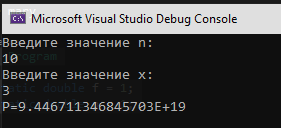 Microsoft Visual Studio Debug Console
Введите значение n:
10
Введите значение x:
3
P=9.446711346845703E+19